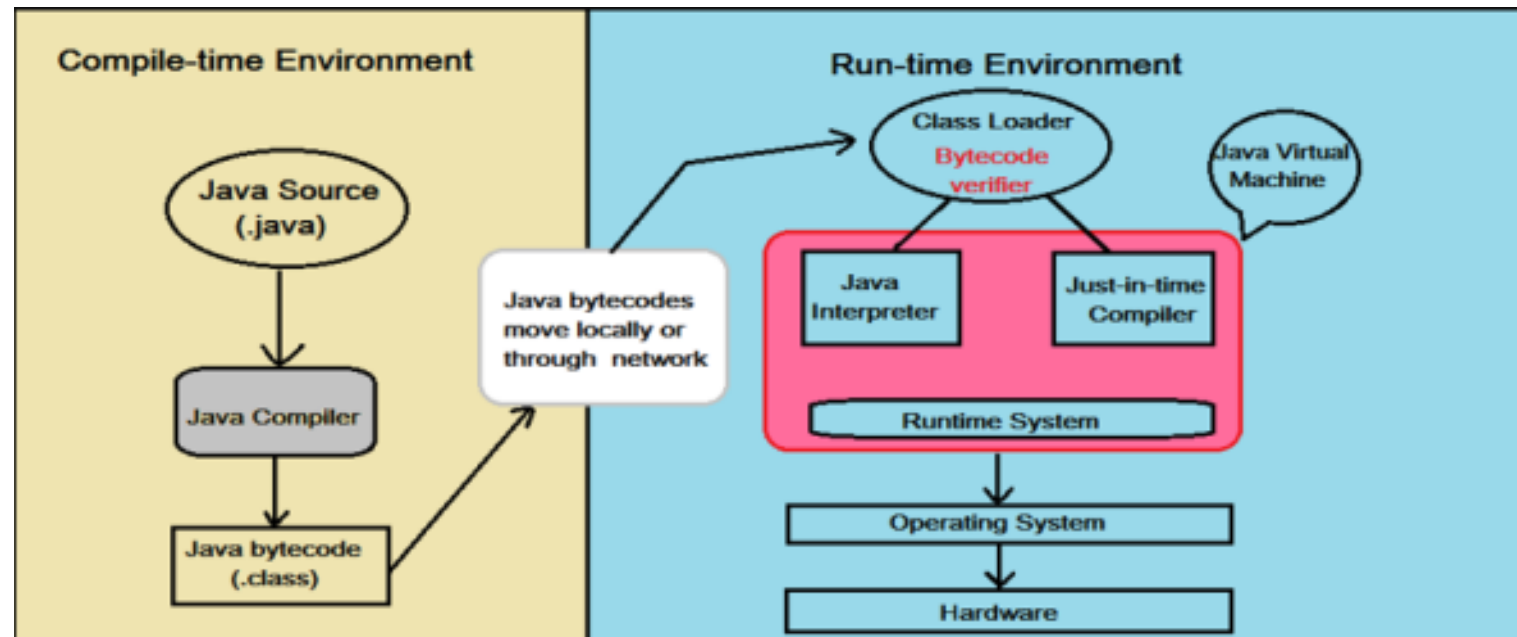 Compile-time Environment
Java Source
(.java)
Java Compiler
Java bytecode
(.class)
Java bytecodes
move locally or
through network
Run-time Environment
Class Loader
Bytecode
verifier
Java Virtual
Machine
Java
Interpreter
Just-in-time
Compiler
Runtime System
Operating System
Hardware